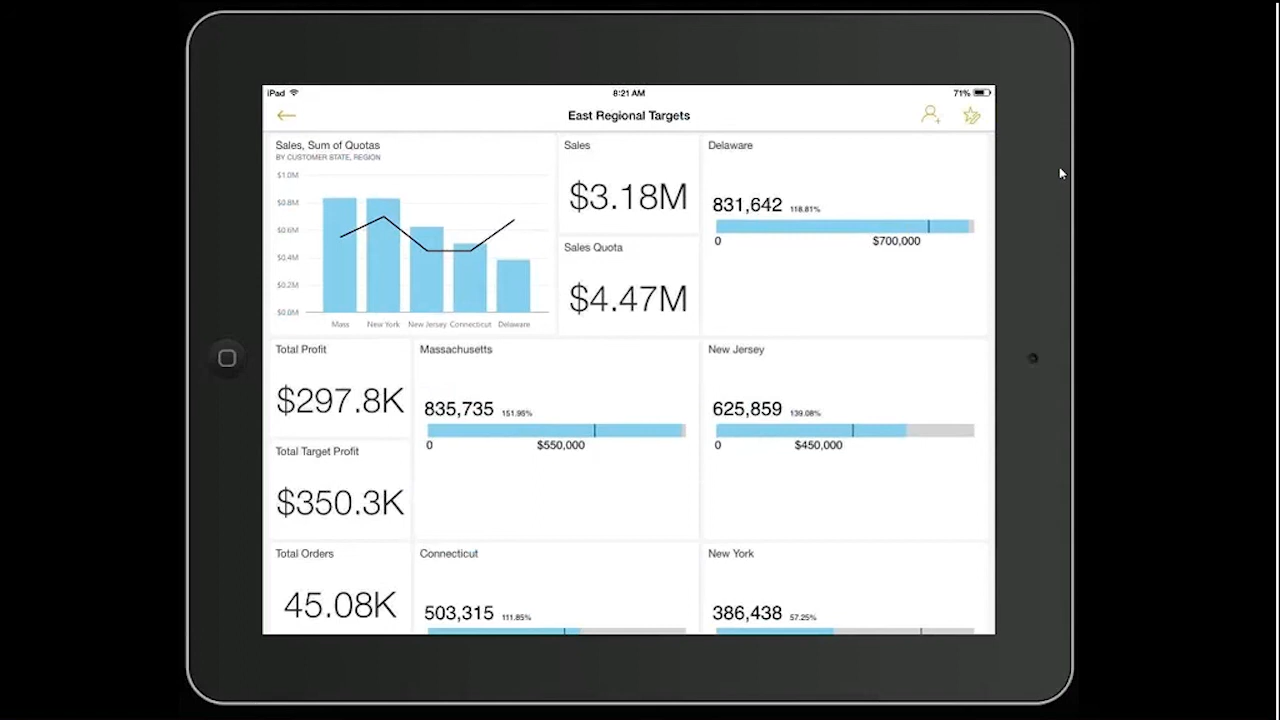 iPad
8:21 AM
71%
East Regional Targets
Sales, Sum of Quotas
BY CUSTOMER STATE, REGION
$1.0M
$0.8M
$0.6M
$0.4M
$0.2M
$0.0M
Mass New York New Jersey Connecticut Delaware
Sales
$3.18M
Sales Quota
$4.47M
Delaware
831,642 118.81%
0 $700,000
Total Profit
$297.8K
Total Target Profit
$350.3K
Total Orders
45.08K
Massachusetts
835,735 151.95%
0 $550,000
New Jersey
625,859 139.08%
0 $450,000
Connecticut
503,315 111.85%
New York
386,438 57.25%